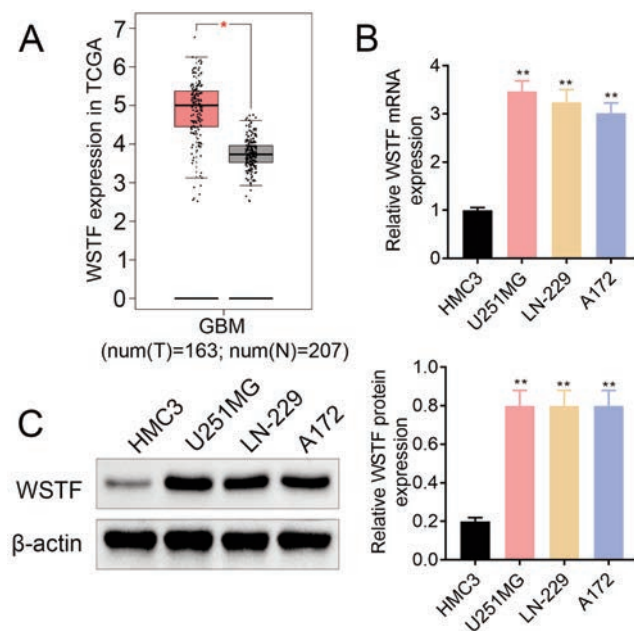 A
WSTF expression in TCGA
7
6
5
4
3
2
1
0
*
GBM
(num(T)=163; num(N)=207)
B
Relative WSTF mRNA
expression
4
3
2
1
0
**
**
**
HMC3
U251MG
LN-229
A172
C
HMC3
U251MG
LN-229
A172
WSTF
β-actin
Relative WSTF protein
expression
1.0
0.8
0.6
0.4
0.2
0.0
**
**
**
HMC3
U251MG
LN-229
A172